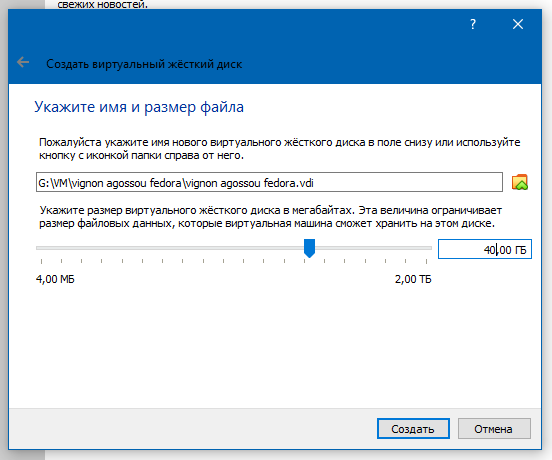 свежих новостей.
?
Создать виртуальный жёсткий диск
Укажите имя и размер файла
Пожалуйста укажите имя нового виртуального жёсткого диска в поле снизу или используйте
кнопку с иконкой папки справа от него.
G:\VM\vignon agossou fedora\vignon agossou fedora.vdi
Укажите размер виртуального жёсткого диска в мегабайтах. Эта величина ограничивает
размер файловых данных, которые виртуальная машина сможет хранить на этом диске.
40,00 ГБ
4,00 МБ
2,00 ТБ
Создать
Отмена